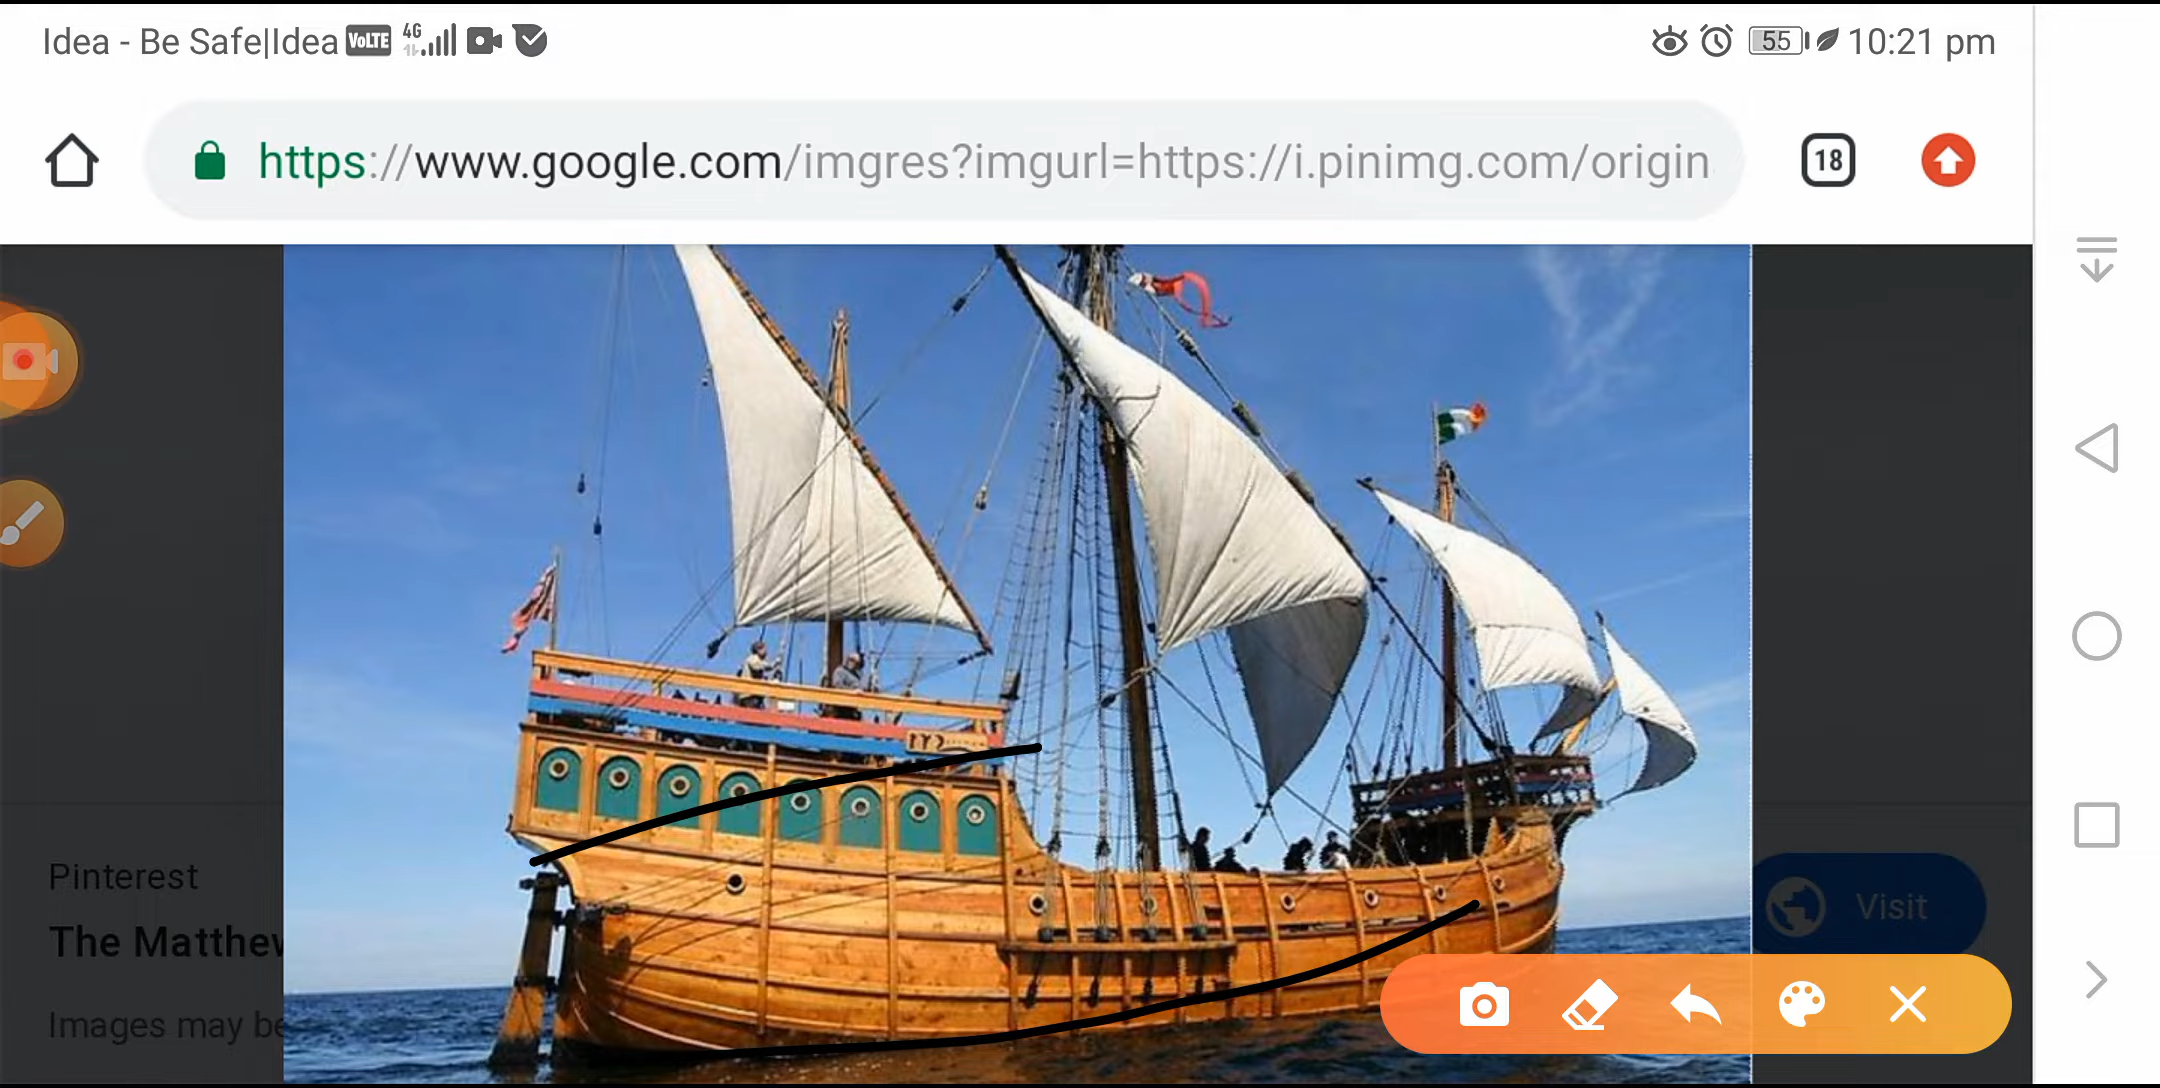 Idea - Be Safe|Idea VoLTE 4G 55 10:21 pm
https://www.google.com/imgres?imgurl=https://i.pinimg.com/origin 18
Pinterest
The Matthew
Visit
Images may be